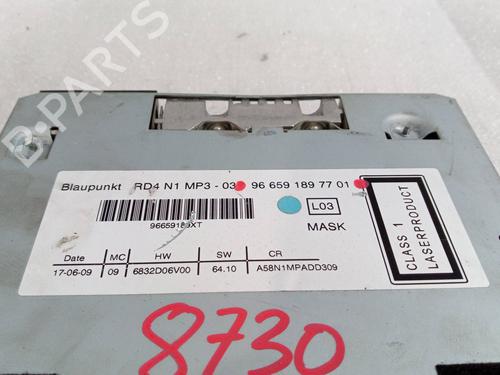 B-PARTS
Blaupunkt RD4 N1 MP3 - 03 96 659 189 77 01
L03
MASK
Date MC HW SW CR
17-06-09 09 6832D06V00 64.10 A58N1MPADD309
CLASS 1
LASERPRODUCT
8730